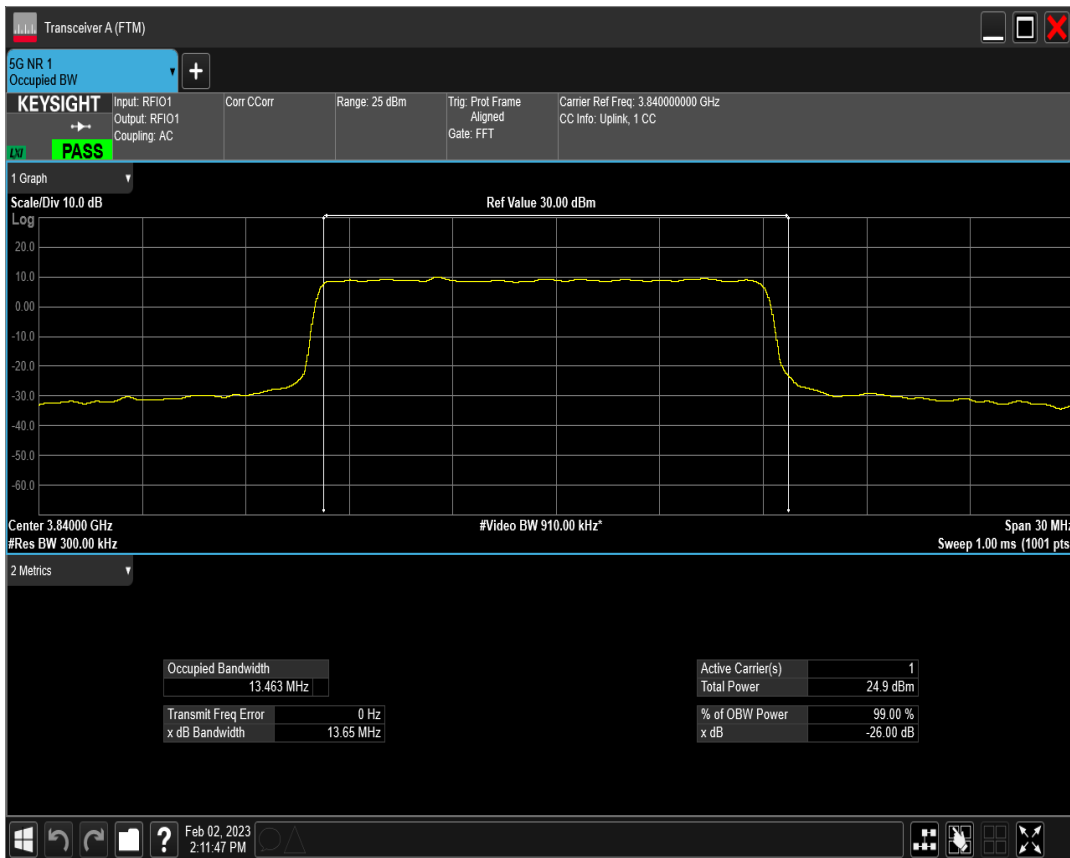 Transceiver A (FTM)
5G NR 1
Occupied BW
+
KEYSIGHT
LXI
PASS
Input: RFIO1
Output: RFIO1
Coupling: AC
Corr CCorr
Range: 25 dBm
Trig: Prot Frame
Aligned
Gate: FFT
Carrier Ref Freq: 3.840000000 GHz
CC Info: Uplink, 1 CC
1 Graph
Scale/Div 10.0 dB
Ref Value 30.00 dBm
Log
20.0
10.0
0.00
-10.0
-20.0
-30.0
-40.0
-50.0
-60.0
Center 3.84000 GHz
#Video BW 910.00 kHz*
Span 30 MHz
#Res BW 300.00 kHz
Sweep 1.00 ms (1001 pts
2 Metrics
Occupied Bandwidth
13.463 MHz
Transmit Freq Error 0 Hz
x dB Bandwidth 13.65 MHz
Active Carrier(s) 1
Total Power 24.9 dBm
% of OBW Power 99.00 %
x dB -26.00 dB
?
Feb 02, 2023
2:11:47 PM